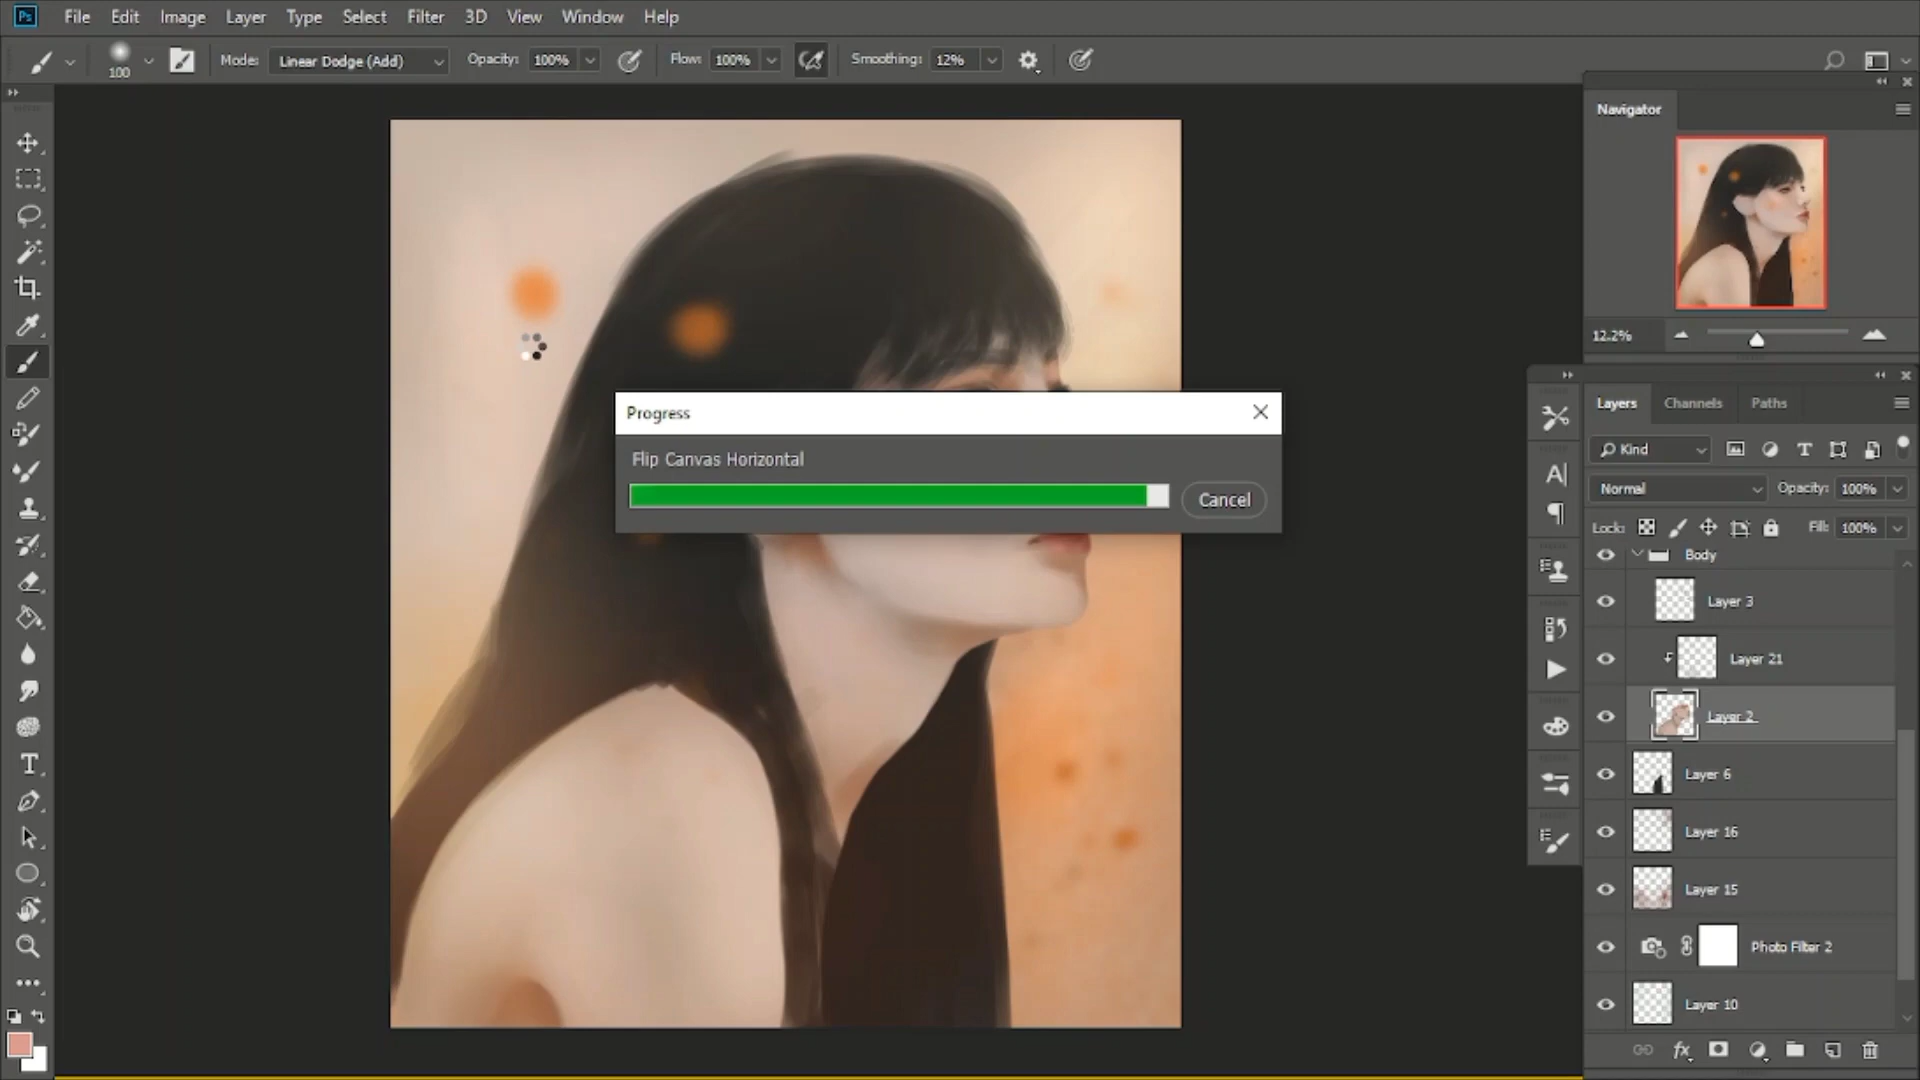 Ps File Edit Image Layer Type Select Filter 3D View Window Help
100 Mode: Linear Dodge (Add) Opacity: 100% Flow: 100% Smoothing: 12%
Navigator
12.2%
Progress
Flip Canvas Horizontal
Cancel
Layers Channels Paths
Kind
Normal Opacity: 100%
Lock: Fill: 100%
Body
Layer 3
Layer 21
Layer 2
Layer 6
Layer 16
Layer 15
Photo Filter 2
Layer 10